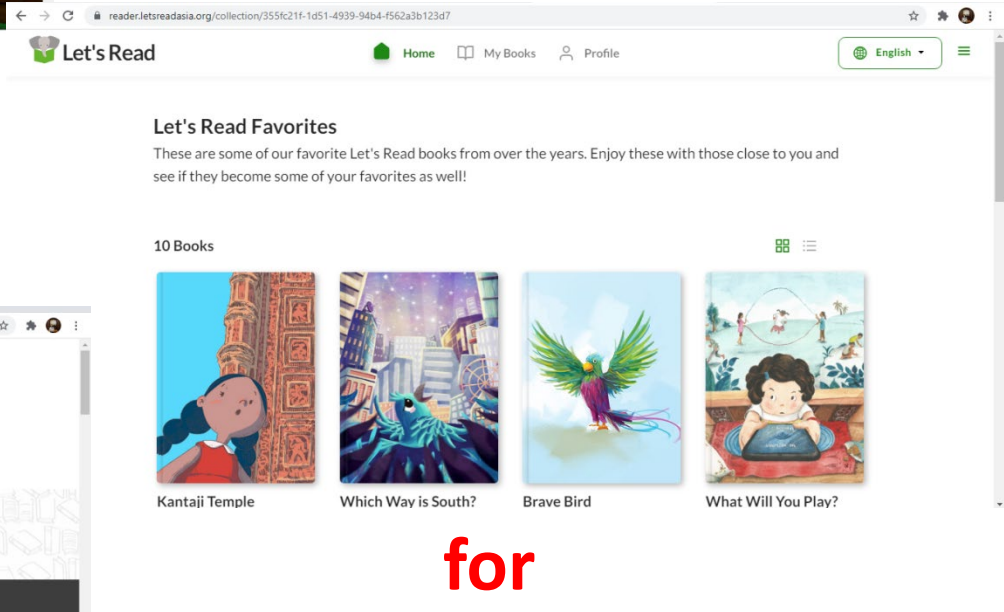 reader.letsreadasia.org/collection/355fc21f-1d51-4939-94b4-f562a3b123d7
Let's Read
Home
My Books
Profile
English
Let's Read Favorites
These are some of our favorite Let's Read books from over the years. Enjoy these with those close to you and
see if they become some of your favorites as well!
10 Books
Kantaji Temple
Which Way is South?
Brave Bird
What Will You Play?
for